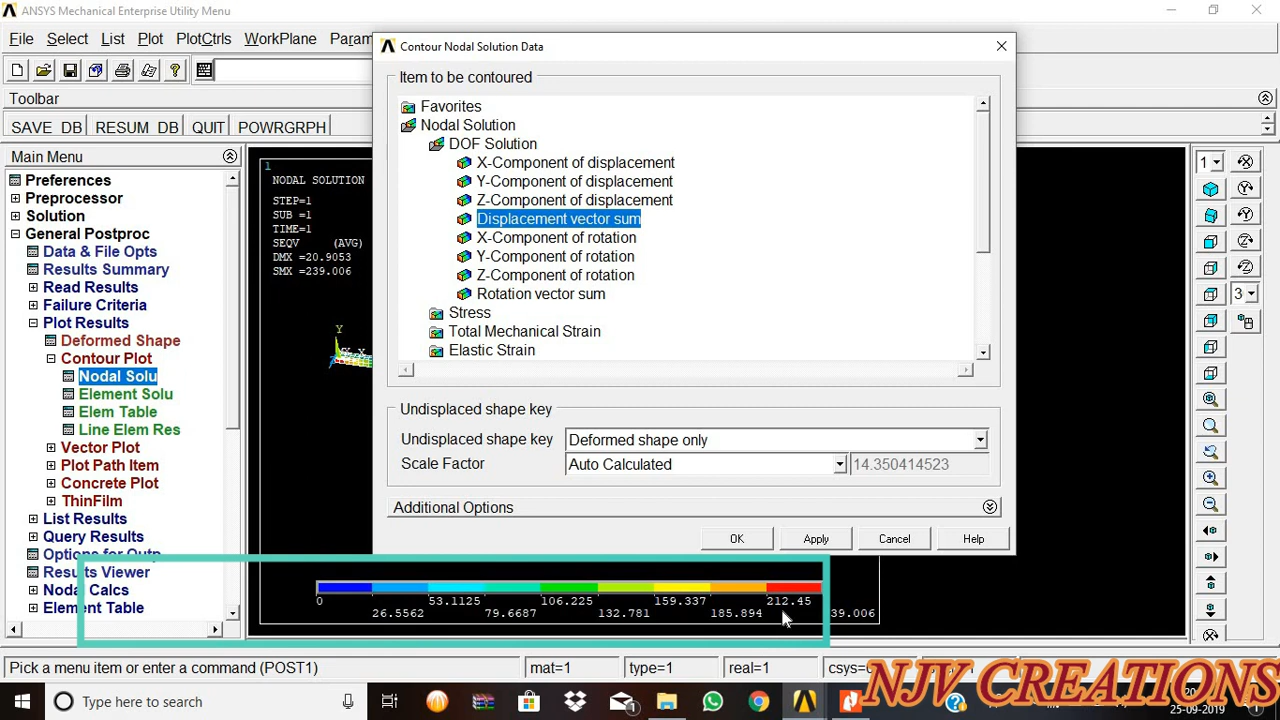 ANSYS Mechanical Enterprise Utility Menu
File Select List Plot PlotCtrls WorkPlane Param
Contour Nodal Solution Data
Item to be contoured
Toolbar
SAVE_DB RESUM_DB QUIT POWRGRPH
Favorites
Nodal Solution
DOF Solution
X-Component of displacement
Y-Component of displacement
Z-Component of displacement
Displacement vector sum
X-Component of rotation
Y-Component of rotation
Z-Component of rotation
Rotation vector sum
Stress
Total Mechanical Strain
Elastic Strain
Undisplaced shape key
Undisplaced shape key Deformed shape only
Scale Factor Auto Calculated 14.350414523
Additional Options
OK Apply Cancel Help
Main Menu
Preferences
Preprocessor
Solution
General Postproc
Data & File Opts
Results Summary
Read Results
Failure Criteria
Plot Results
Deformed Shape
Contour Plot
Nodal Solu
Element Solu
Elem Table
Line Elem Res
Vector Plot
Plot Path Item
Concrete Plot
ThinFilm
List Results
Query Results
Options for Outp
Results Viewer
Nodal Calcs
Element Table
1
NODAL SOLUTION
STEP=1
SUB =1
TIME=1
SEQV (AVG)
DMX =20.9053
SMX =239.006
Y
X
0 53.1125 106.225 159.337 212.45
26.5562 79.6687 132.781 185.894 39.006
1
3
Pick a menu item or enter a command (POST1) mat=1 type=1 real=1 csys=
Type here to search
NJV CREATIONS
25-09-2019